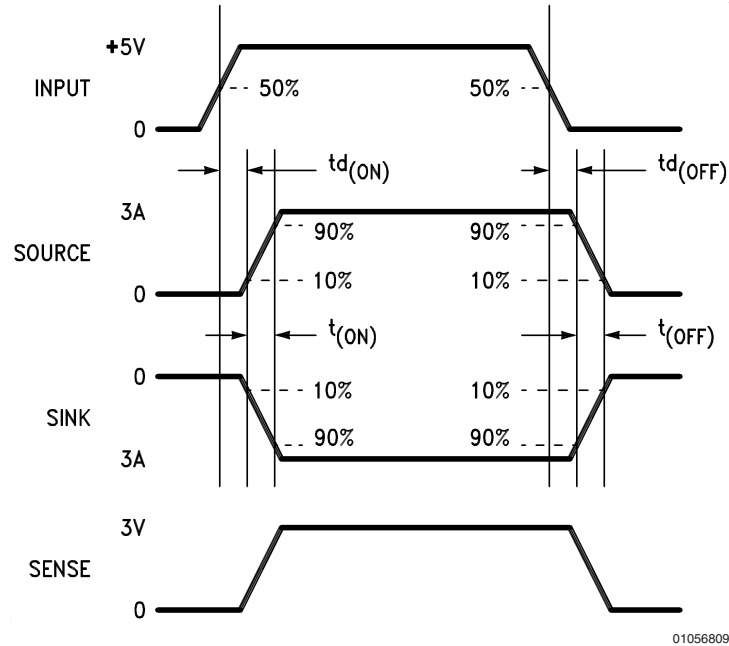 +5V
INPUT
50%
50%
0
td(ON)
td(OFF)
3A
90%
90%
SOURCE
10%
10%
0
t(ON)
t(OFF)
0
10%
10%
SINK
90%
90%
3A
3V
SENSE
0
01056809